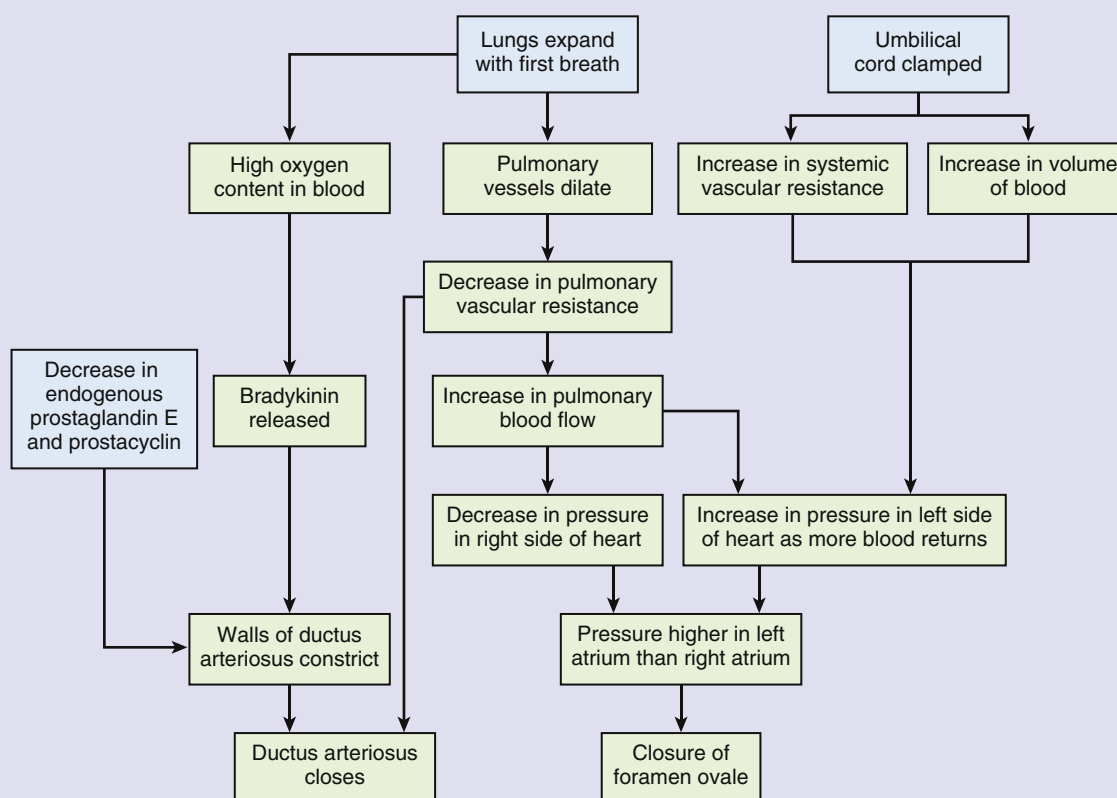 Lungs expand
with first breath
Umbilical
cord clamped
High oxygen
content in blood
Pulmonary
vessels dilate
Increase in systemic
vascular resistance
Increase in volume
of blood
Decrease in pulmonary
vascular resistance
Decrease in
endogenous
prostaglandin E
and prostacyclin
Bradykinin
released
Increase in pulmonary
blood flow
Decrease in pressure
in right side of heart
Increase in pressure in left side
of heart as more blood returns
Walls of ductus
arteriosus constrict
Pressure higher in left
atrium than right atrium
Ductus arteriosus
closes
Closure of
foramen ovale